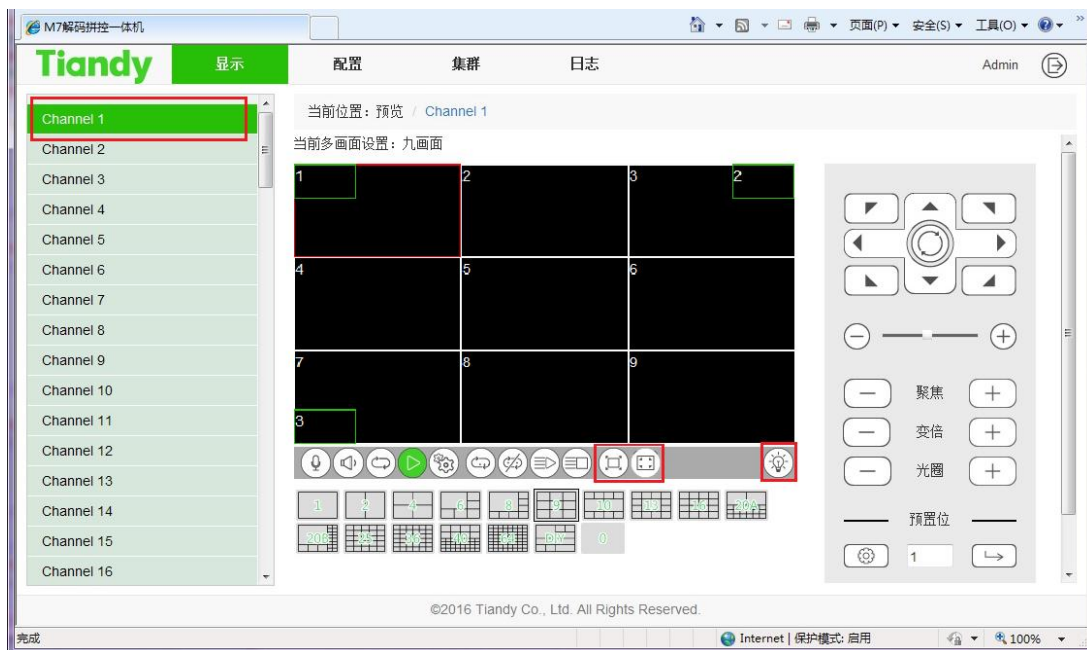 M7解码拼控一体机
页面(P) 安全(S) 工具(O) »
Tiandy 显示 配置 集群 日志 Admin
当前位置：预览 / Channel 1
当前多画面设置：九画面
Channel 1
Channel 2
Channel 3
Channel 4
Channel 5
Channel 6
Channel 7
Channel 8
Channel 9
Channel 10
Channel 11
Channel 12
Channel 13
Channel 14
Channel 15
Channel 16
1 2 3 2
4 5 6
7 8 9
3
1 2 4 6 8 9 10 13 16 20A
20B 25 36 40 64 DIY 0
聚焦
变倍
光圈
预置位
1
©2016 Tiandy Co., Ltd. All Rights Reserved.
完成 Internet | 保护模式: 启用 100%